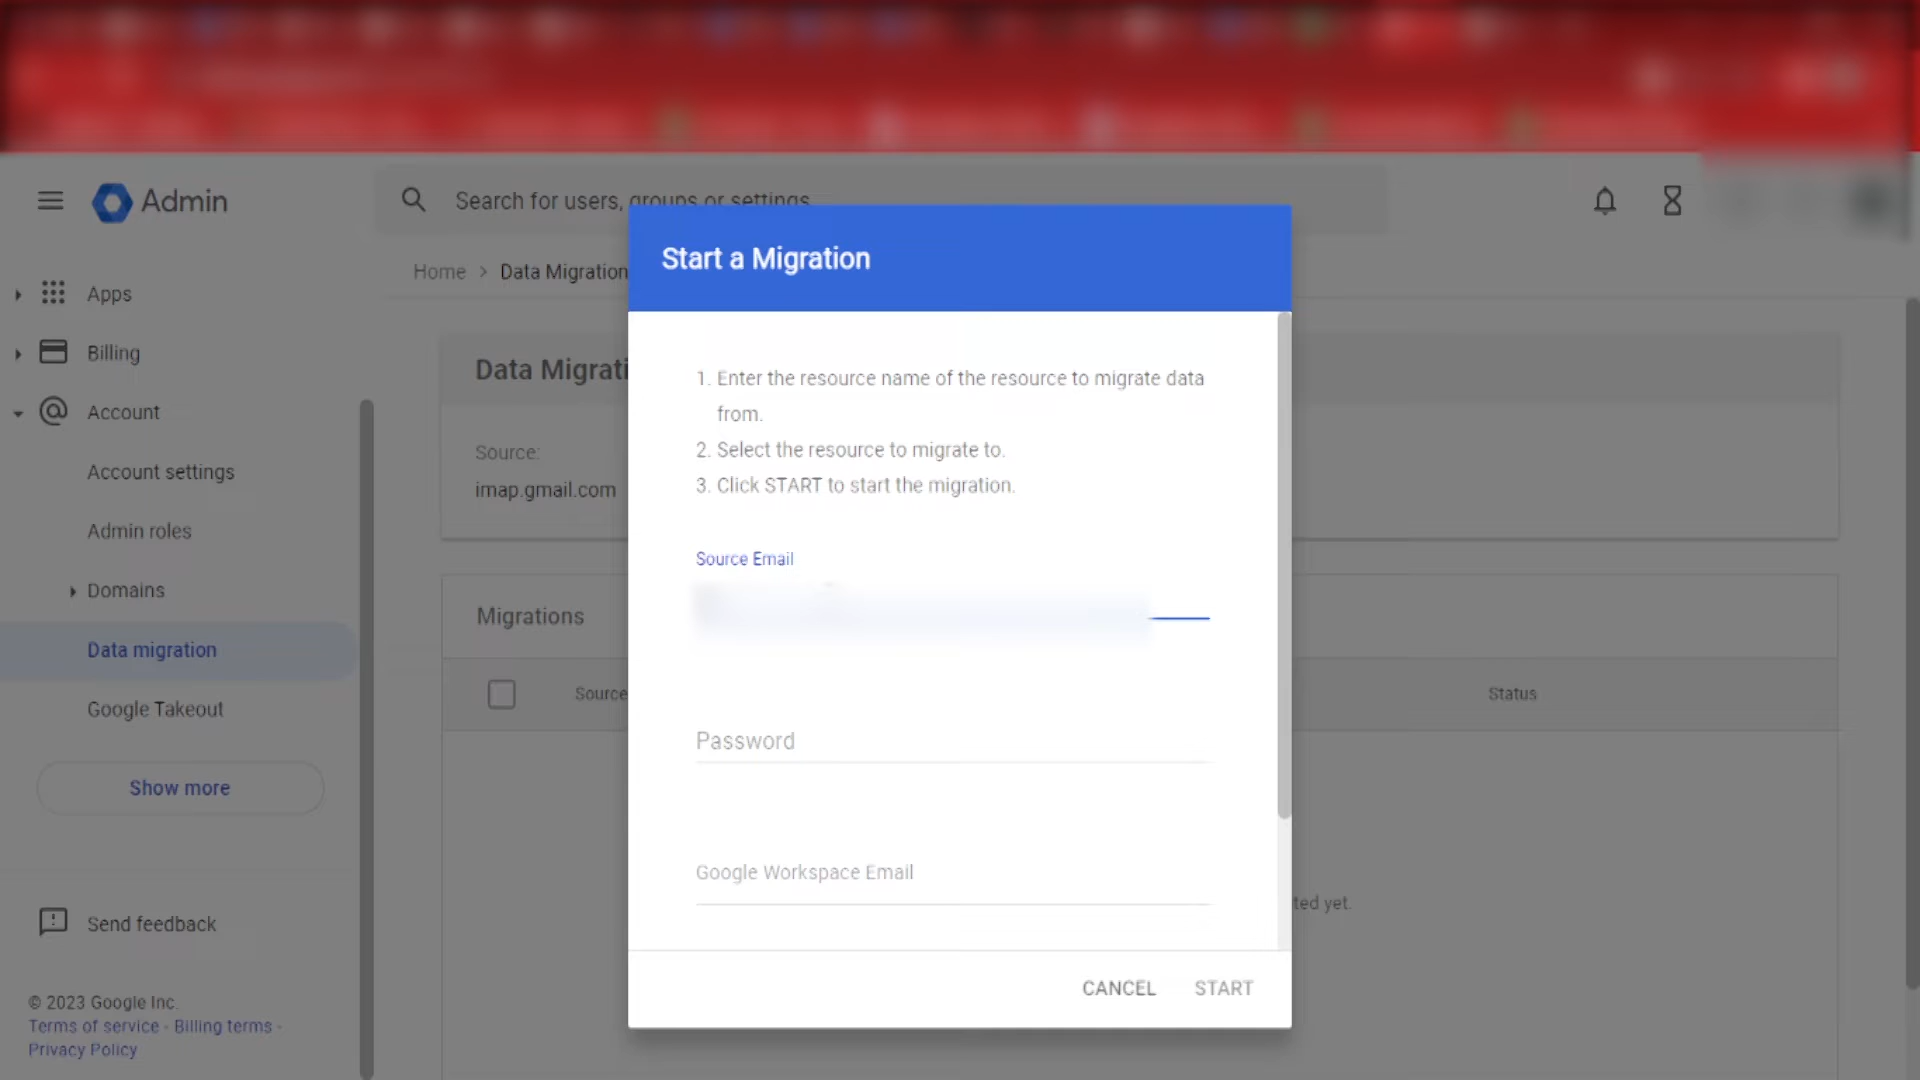 Admin
Search for users, groups or settings
Apps
Billing
Account
Account settings
Admin roles
Domains
Data migration
Google Takeout
Show more
Send feedback
© 2023 Google Inc.
Terms of service - Billing terms -
Privacy Policy
Home > Data Migration
Data Migrati
Source:
imap.gmail.com
Migrations
Source
Status
ted yet.
Start a Migration
1. Enter the resource name of the resource to migrate data
from.
2. Select the resource to migrate to.
3. Click START to start the migration.
Source Email
Password
Google Workspace Email
CANCEL START